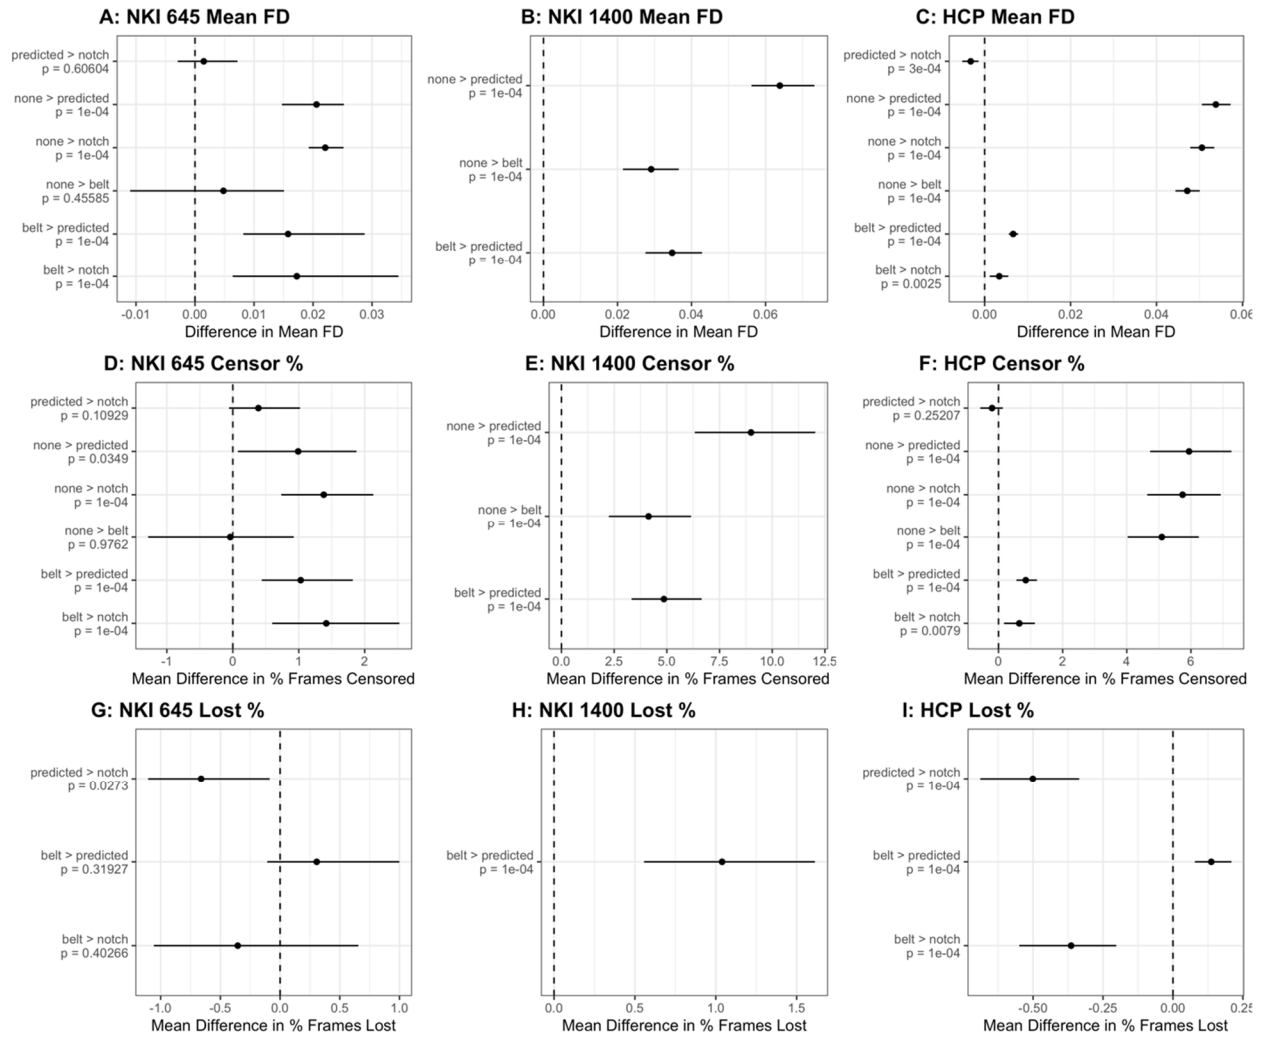 A: NKI 645 Mean FD
predicted > notch
p = 0.60604
none > predicted
p = 1e-04
none > notch
p = 1e-04
none > belt
p = 0.45585
belt > predicted
p = 1e-04
belt > notch
p = 1e-04
-0.01 0.00 0.01 0.02 0.03
Difference in Mean FD
B: NKI 1400 Mean FD
none > predicted
p = 1e-04
none > belt
p = 1e-04
belt > predicted
p = 1e-04
0.00 0.02 0.04 0.06
Difference in Mean FD
C: HCP Mean FD
predicted > notch
p = 3e-04
none > predicted
p = 1e-04
none > notch
p = 1e-04
none > belt
p = 1e-04
belt > predicted
p = 1e-04
belt > notch
p = 0.0025
0.00 0.02 0.04 0.06
Difference in Mean FD
D: NKI 645 Censor %
predicted > notch
p = 0.10929
none > predicted
p = 0.0349
none > notch
p = 1e-04
none > belt
p = 0.9762
belt > predicted
p = 1e-04
belt > notch
p = 1e-04
-1 0 1 2
Mean Difference in % Frames Censored
E: NKI 1400 Censor %
none > predicted
p = 1e-04
none > belt
p = 1e-04
belt > predicted
p = 1e-04
0.0 2.5 5.0 7.5 10.0 12.5
Mean Difference in % Frames Censored
F: HCP Censor %
predicted > notch
p = 0.25207
none > predicted
p = 1e-04
none > notch
p = 1e-04
none > belt
p = 1e-04
belt > predicted
p = 1e-04
belt > notch
p = 0.0079
0 2 4 6
Mean Difference in % Frames Censored
G: NKI 645 Lost %
predicted > notch
p = 0.0273
belt > predicted
p = 0.31927
belt > notch
p = 0.40266
-1.0 -0.5 0.0 0.5 1.0
Mean Difference in % Frames Lost
H: NKI 1400 Lost %
belt > predicted
p = 1e-04
0.0 0.5 1.0 1.5
Mean Difference in % Frames Lost
I: HCP Lost %
predicted > notch
p = 1e-04
belt > predicted
p = 1e-04
belt > notch
p = 1e-04
-0.50 -0.25 0.00 0.25
Mean Difference in % Frames Lost